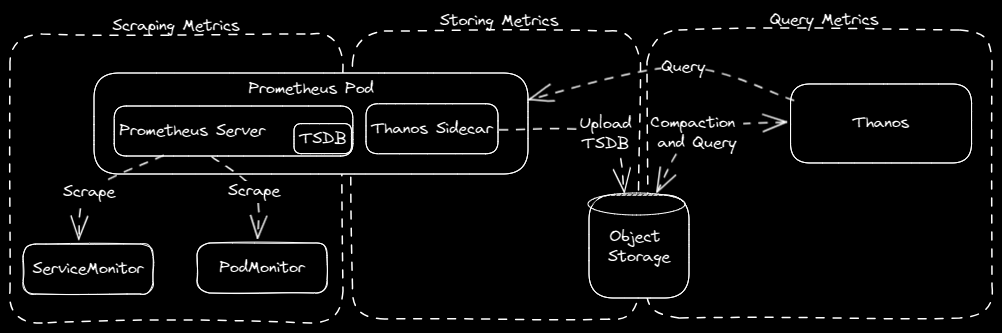 Scraping Metrics
Storing Metrics
Query Metrics
Prometheus Pod
Query
Prometheus Server
TSDB
Thanos Sidecar
Upload
TSDB
Compaction
and Query
Thanos
Scrape
Scrape
ServiceMonitor
PodMonitor
Object
Storage